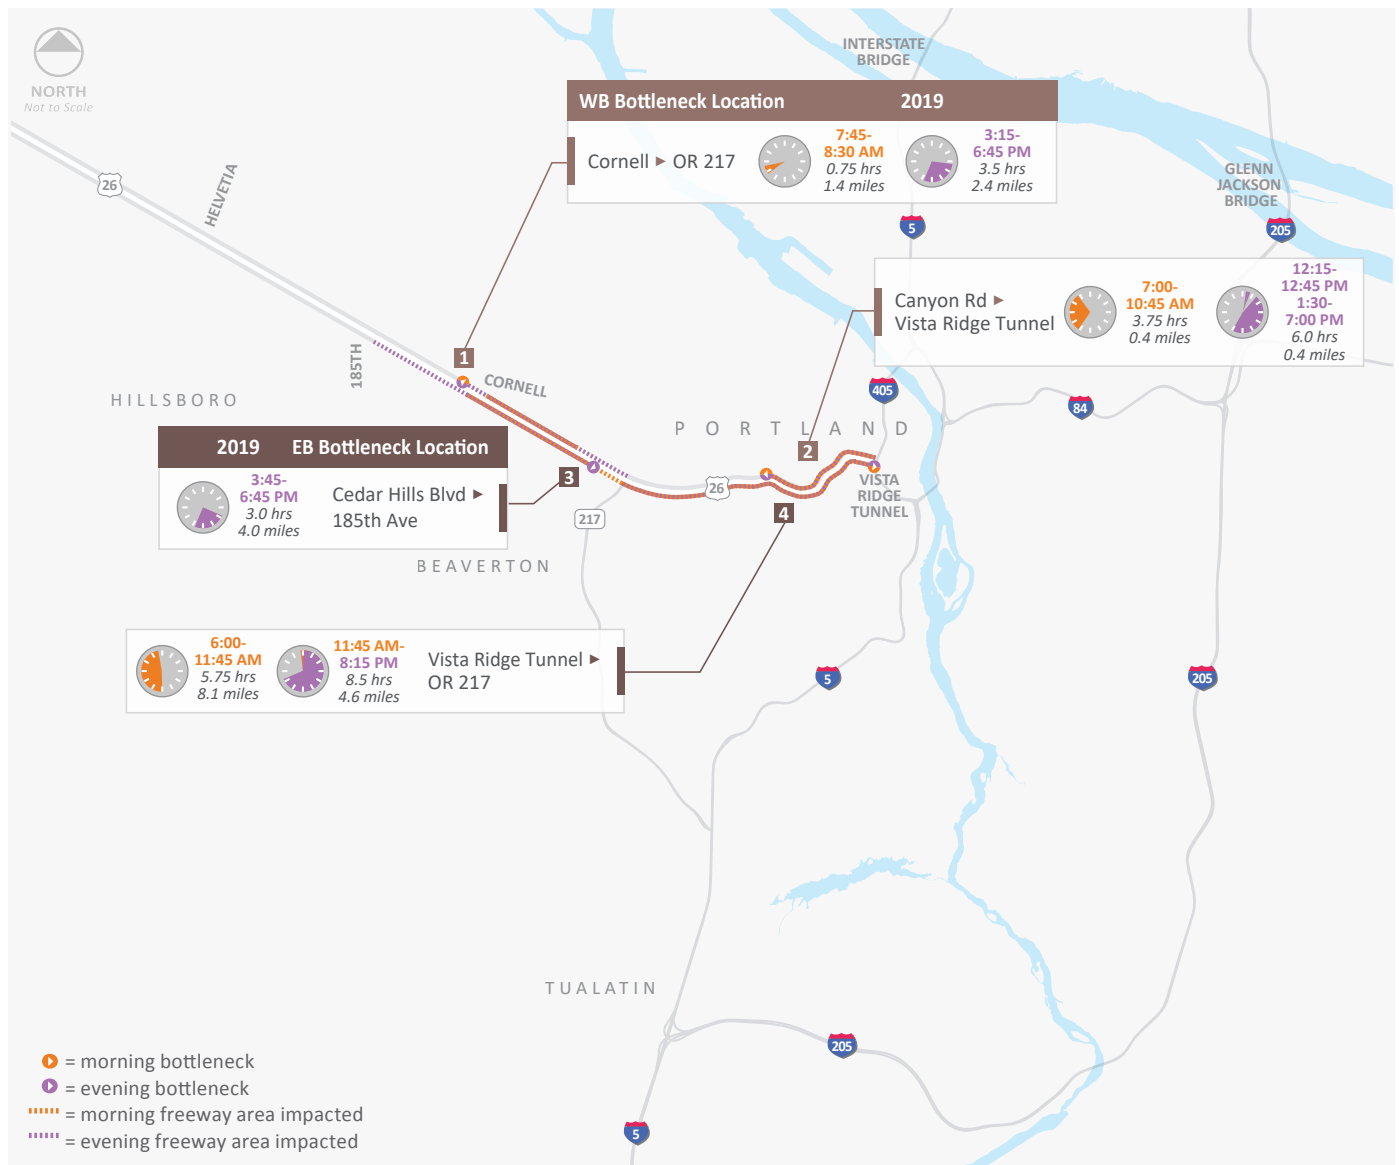 INTERSTATE
BRIDGE
NORTH
Not to Scale
WB Bottleneck Location 2019
Cornell ► OR 217
7:45-
8:30 AM
0.75 hrs
1.4 miles
3:15-
6:45 PM
3.5 hrs
2.4 miles
26
HELVETIA
GLENN
JACKSON
BRIDGE
5
205
Canyon Rd ►
Vista Ridge Tunnel
7:00-
10:45 AM
3.75 hrs
0.4 miles
12:15-
12:45 PM
1:30-
7:00 PM
6.0 hrs
0.4 miles
185TH
1
CORNELL
405
84
HILLSBORO
PORTLAND
2019 EB Bottleneck Location
3:45-
6:45 PM
3.0 hrs
4.0 miles
Cedar Hills Blvd ►
185th Ave
3
2
26
VISTA
RIDGE
TUNNEL
4
217
BEAVERTON
6:00-
11:45 AM
5.75 hrs
8.1 miles
11:45 AM-
8:15 PM
8.5 hrs
4.6 miles
Vista Ridge Tunnel ►
OR 217
5
205
TUALATIN
205
5
= morning bottleneck
= evening bottleneck
= morning freeway area impacted
= evening freeway area impacted